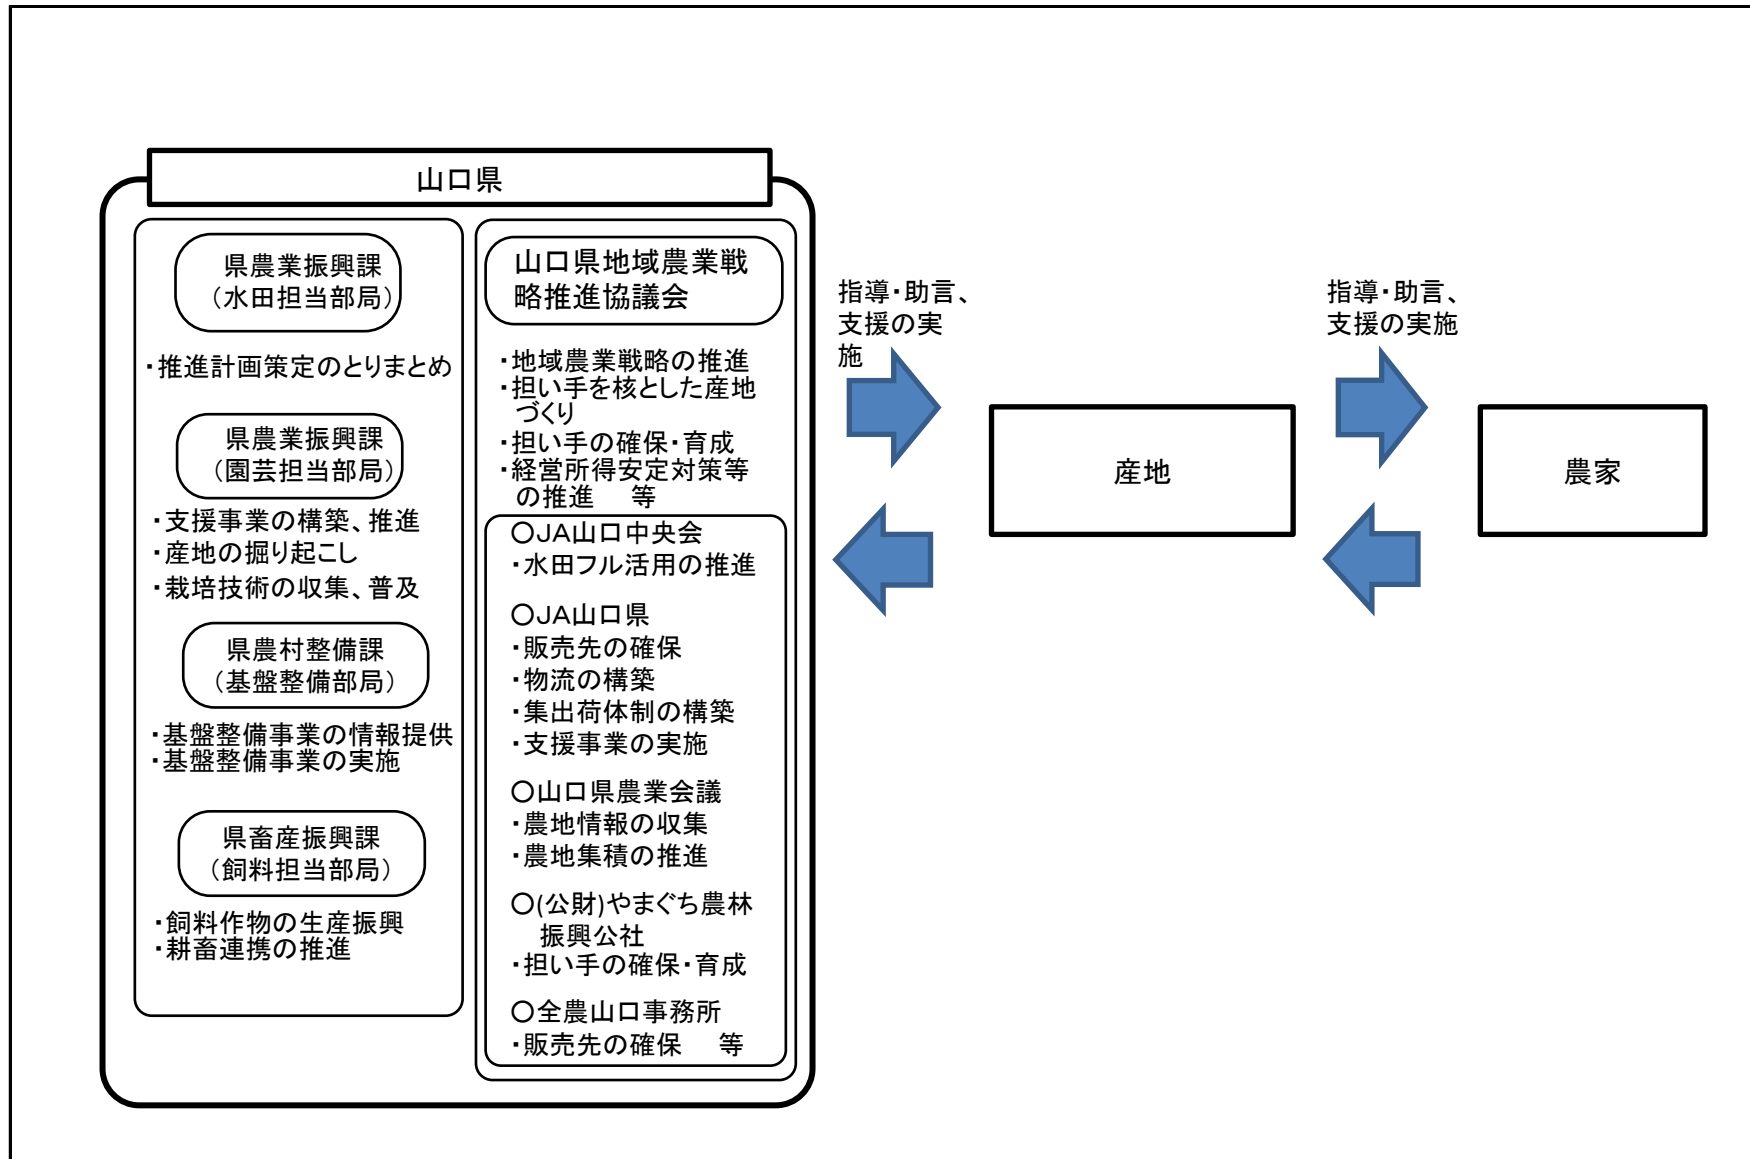 山口県
県農業振興課
（水田担当部局）
・推進計画策定のとりまとめ
県農業振興課
（園芸担当部局）
・支援事業の構築、推進
・産地の掘り起こし
・栽培技術の収集、普及
県農村整備課
（基盤整備部局）
・基盤整備事業の情報提供
・基盤整備事業の実施
県畜産振興課
（飼料担当部局）
・飼料作物の生産振興
・耕畜連携の推進
山口県地域農業戦
略推進協議会
・地域農業戦略の推進
・担い手を核とした産地
づくり
・担い手の確保・育成
・経営所得安定対策等
の推進　等
○JA山口中央会
・水田フル活用の推進
○JA山口県
・販売先の確保
・物流の構築
・集出荷体制の構築
・支援事業の実施
○山口県農業会議
・農地情報の収集
・農地集積の推進
○(公財)やまぐち農林
振興公社
・担い手の確保・育成
○全農山口事務所
・販売先の確保　等
指導・助言、
支援の実
施
産地
指導・助言、
支援の実施
農家